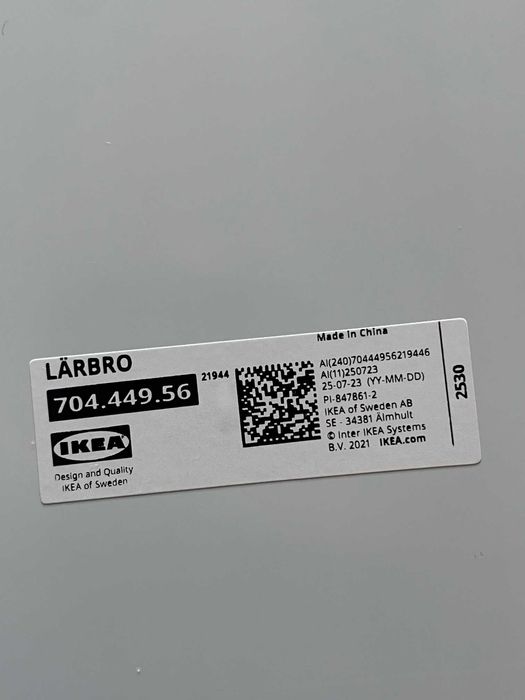 LÄRBRO
704.449.56
IKEA
Design and Quality
IKEA of Sweden
21944
Made in China
AI(240)70444956219446
AI(11)250723
25-07-23 (YY-MM-DD)
PI-847861-2
IKEA of Sweden AB
SE - 34381 Älmhult
© Inter IKEA Systems
B.V. 2021 IKEA.com
2530